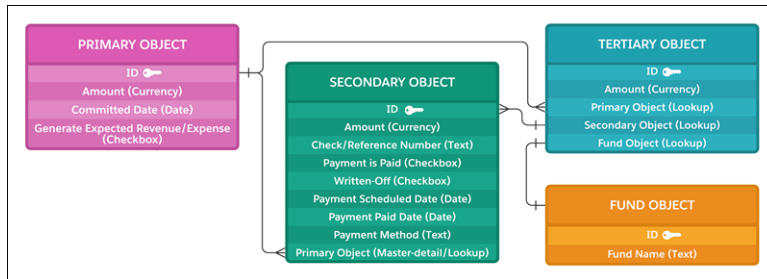 PRIMARY OBJECT
ID
Amount (Currency)
Committed Date (Date)
Generate Expected Revenue/Expense
(Checkbox)
SECONDARY OBJECT
ID
Amount (Currency)
Check/Reference Number (Text)
Payment is Paid (Checkbox)
Written-Off (Checkbox)
Payment Scheduled Date (Date)
Payment Paid Date (Date)
Payment Method (Text)
Primary Object (Master-detail/Lookup)
TERTIARY OBJECT
ID
Amount (Currency)
Primary Object (Lookup)
Secondary Object (Lookup)
Fund Object (Lookup)
FUND OBJECT
ID
Fund Name (Text)